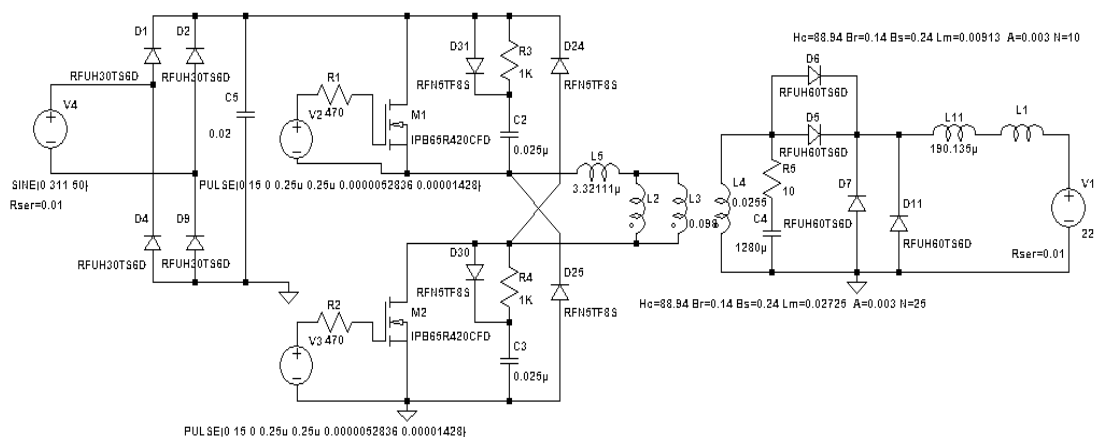 D1
D2
RFUH30TS6D
RFUH30TS6D
V4
SINE(0 311 50)
Rser=0.01
D4
D9
RFUH30TS6D
RFUH30TS6D
C5
0.02
R1
470
V2
M1
IPB65R420CFD
PULSE(0 15 0 0.25u 0.25u 0.0000052836 0.00001428)
D31
RFN5TF8S
R3
1K
D24
RFN5TF8S
C2
0.025µ
L5
3.32111µ
L2
L3
0.098
D30
RFN5TF8S
R4
1K
D25
RFN5TF8S
C3
0.025µ
R2
470
V3
M2
IPB65R420CFD
PULSE(0 15 0 0.25u 0.25u 0.0000052836 0.00001428)
Hc=88.94 Br=0.14 Bs=0.24 Lm=0.00913 A=0.003 N=10
D6
RFUH60TS6D
D5
RFUH60TS6D
L4
0.0255
R5
10
C4
1280µ
D7
RFUH60TS6D
D11
RFUH60TS6D
L11
190.135µ
L1
V1
22
Rser=0.01
Hc=88.94 Br=0.14 Bs=0.24 Lm=0.02725 A=0.003 N=25